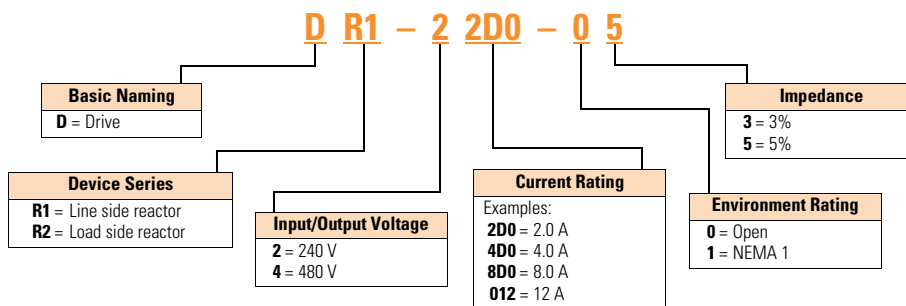 D R1 – 2 2D0 – 0 5
Basic Naming
D = Drive
Device Series
R1 = Line side reactor
R2 = Load side reactor
Input/Output Voltage
2 = 240 V
4 = 480 V
Current Rating
Examples:
2D0 = 2.0 A
4D0 = 4.0 A
8D0 = 8.0 A
012 = 12 A
Environment Rating
0 = Open
1 = NEMA 1
Impedance
3 = 3%
5 = 5%